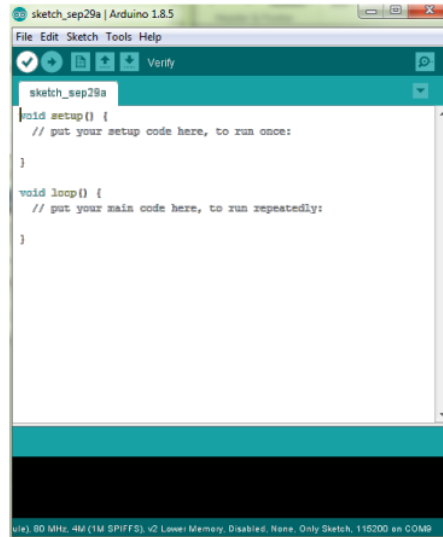 sketch_sep29a | Arduino 1.8.5
File Edit Sketch Tools Help
Verify
sketch_sep29a
void setup() {
// put your setup code here, to run once:
}
void loop() {
// put your main code here, to run repeatedly:
}
ule), 80 MHz, 4M (1M SPIFFS), v2 Lower Memory, Disabled, None, Only Sketch, 115200 on COM9